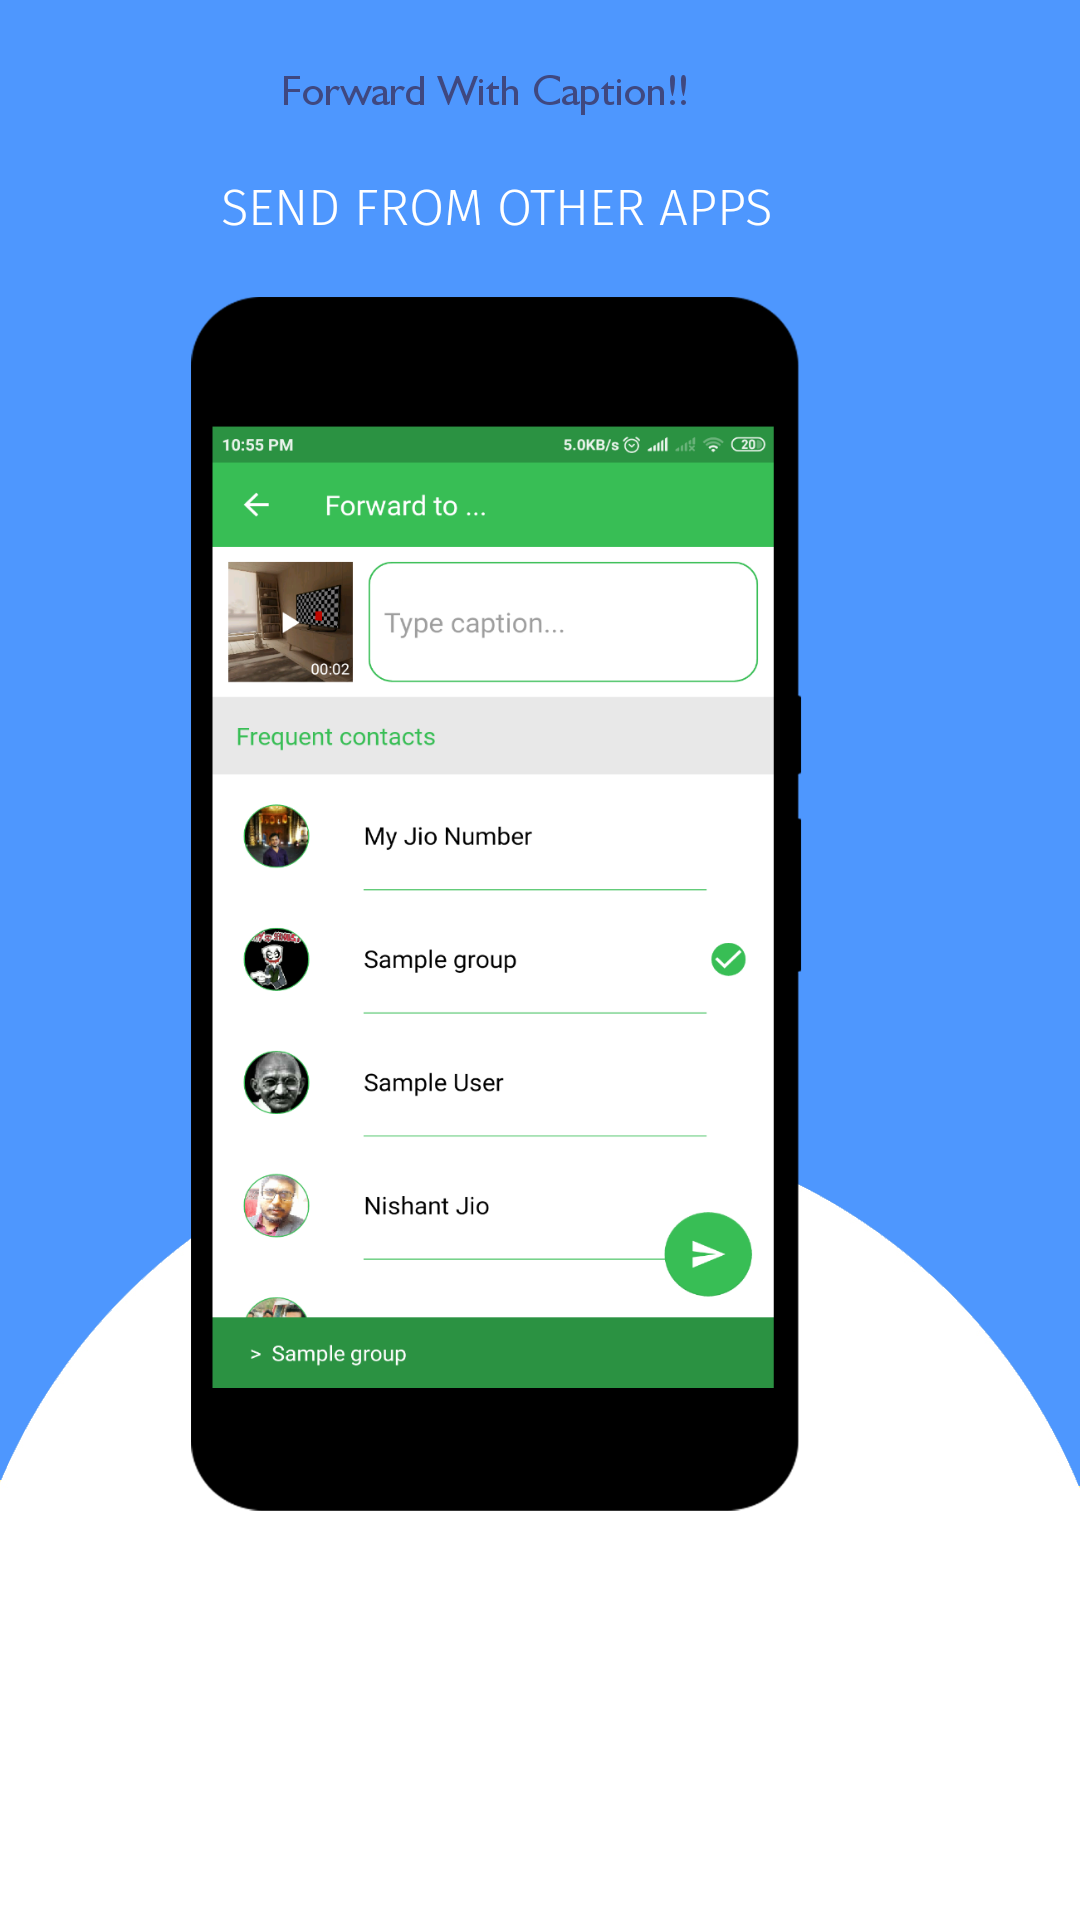 Forward With Caption!!
SEND FROM OTHER APPS
10:55 PM 5.0KB/s 20
Forward to ...
00:02
Type caption...
Frequent contacts
My Jio Number
Sample group
Sample User
Nishant Jio
> Sample group